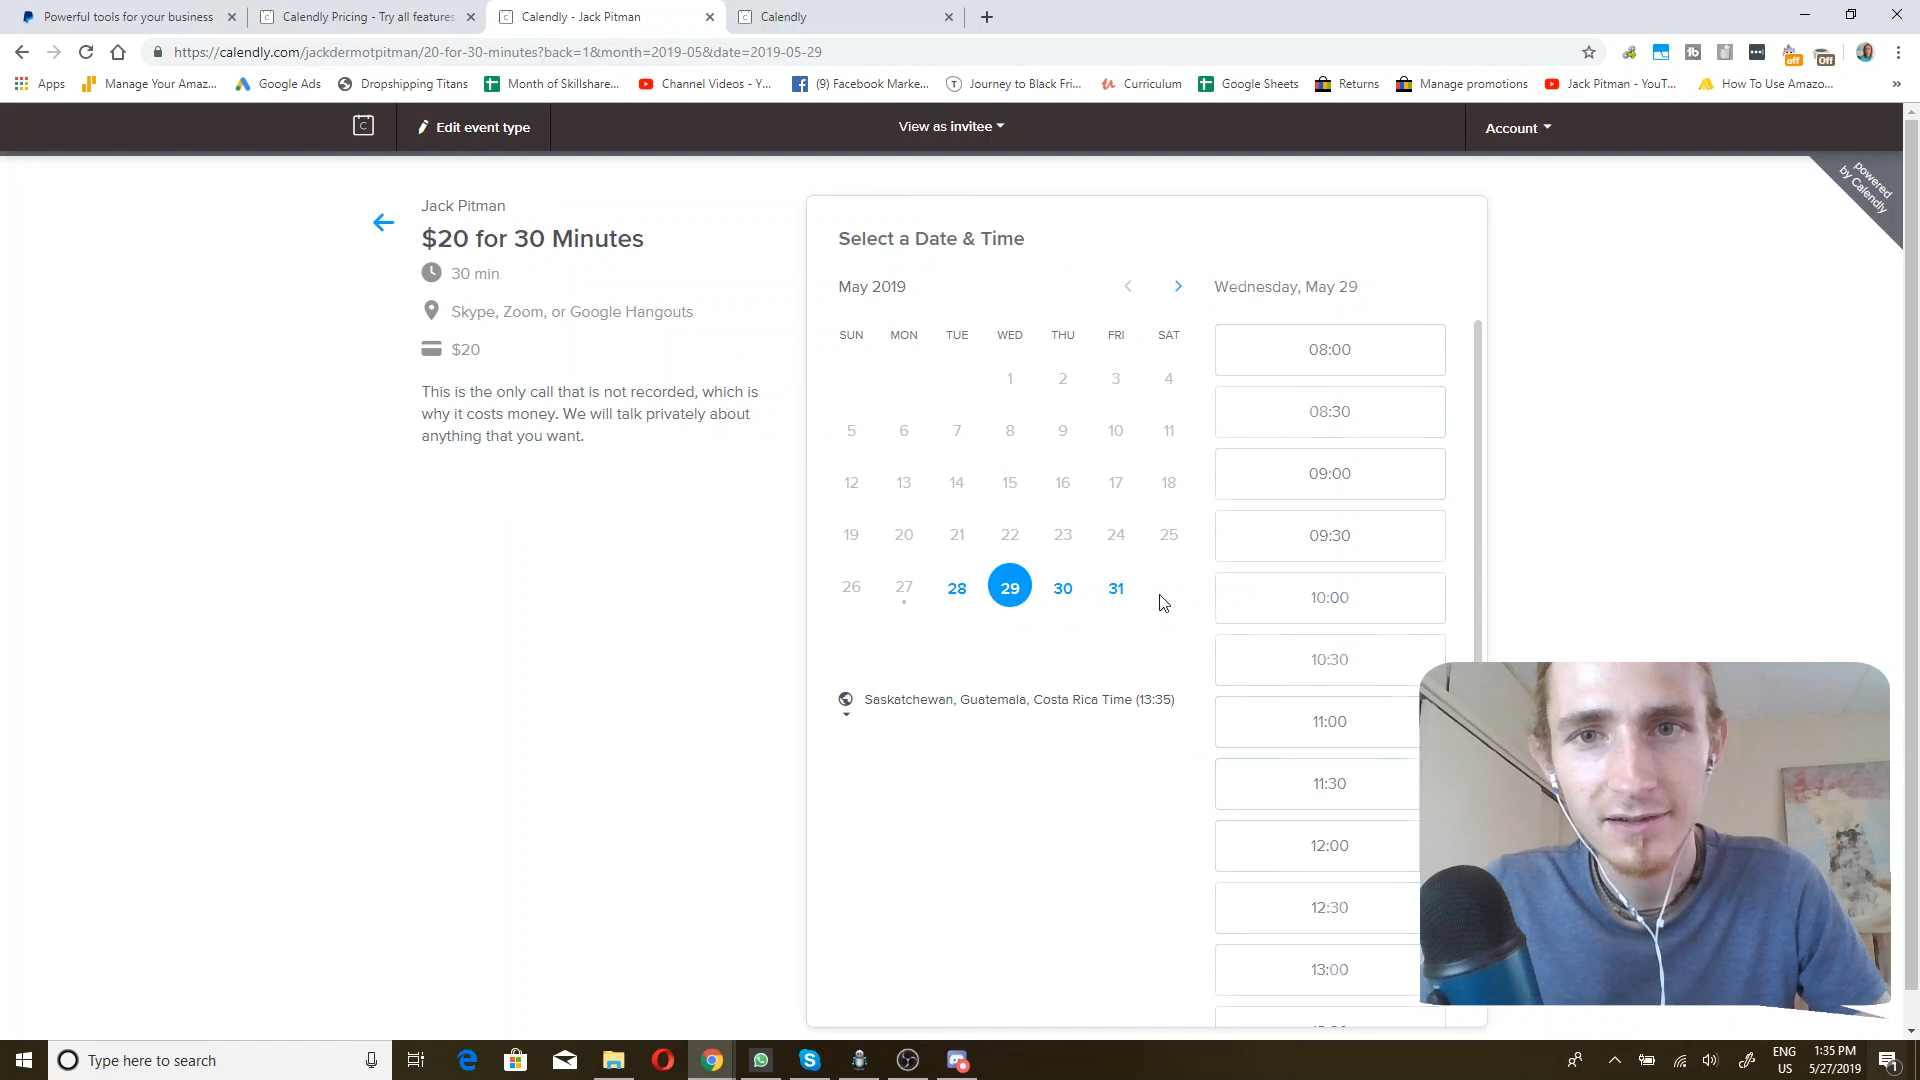 Powerful tools for your business
Calendly Pricing - Try all features
Calendly - Jack Pitman
Calendly
https://calendly.com/jackdermotpitman/20-for-30-minutes?back=1&month=2019-05&date=2019-05-29
off
Off
Apps
Manage Your Amaz...
Google Ads
Dropshipping Titans
Month of Skillshare...
Channel Videos - Y...
(9) Facebook Marke...
Journey to Black Fri...
Curriculum
Google Sheets
Returns
Manage promotions
Jack Pitman - YouT...
How To Use Amazo...
Edit event type
View as invitee
Account
powered
by Calendly
Jack Pitman
$20 for 30 Minutes
30 min
Skype, Zoom, or Google Hangouts
$20
This is the only call that is not recorded, which is
why it costs money. We will talk privately about
anything that you want.
Select a Date & Time
May 2019
SUN MON TUE WED THU FRI SAT
1 2 3 4
5 6 7 8 9 10 11
12 13 14 15 16 17 18
19 20 21 22 23 24 25
26 27 28 29 30 31
Saskatchewan, Guatemala, Costa Rica Time (13:35)
Wednesday, May 29
08:00
08:30
09:00
09:30
10:00
10:30
11:00
11:30
12:00
12:30
13:00
Type here to search
ENG
US
1:35 PM
5/27/2019
1